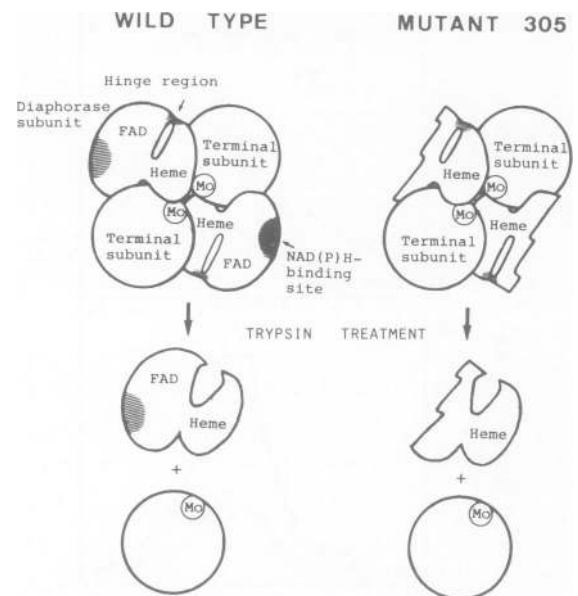 WILD TYPE
MUTANT 305
Hinge region
Diaphorase
subunit
FAD
Terminal
subunit
Heme
Mo
Mo
Heme
Terminal
subunit
FAD
NAD(P)H-
binding
site
Terminal
subunit
Heme
Mo
Mo
Heme
Terminal
subunit
TRYPSIN TREATMENT
FAD
Heme
+
Mo
Heme
+
Mo